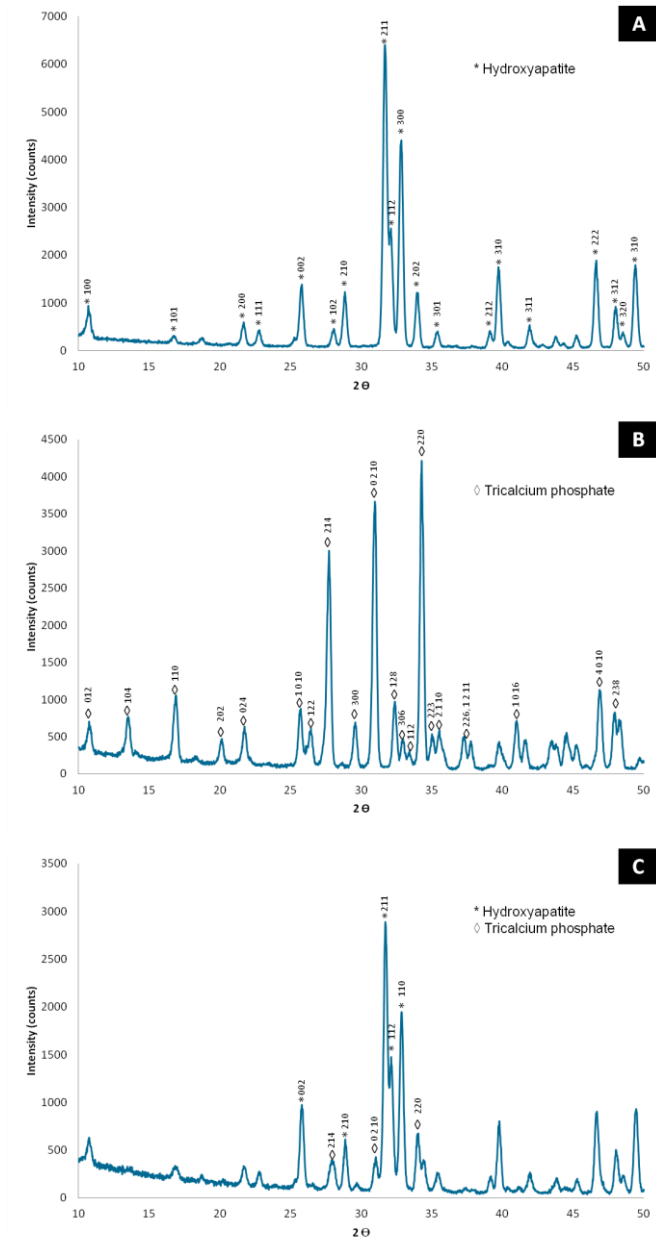 A
7000
6000
5000
4000
3000
2000
1000
0
Intensity (counts)
* Hydroxyapatite
* 100
* 101
* 200
* 111
* 002
* 102
* 210
* 211
* 112
* 300
* 202
* 301
* 212
* 310
* 311
* 222
* 312
* 320
* 310
10 15 20 25 30 35 40 45 50
2 Θ
B
4500
4000
3500
3000
2500
2000
1500
1000
500
0
Intensity (counts)
◊ Tricalcium phosphate
◊ 012
◊ 104
◊ 110
◊ 202
◊ 024
◊ 1 0 10
◊ 122
◊ 214
◊ 300
◊ 0 2 10
◊ 128
◊ 306
◊ 112
◊ 220
◊ 223
◊ 2 1 10
◊ 226, 1 2 11
◊ 1 0 16
◊ 4 0 10
◊ 238
10 15 20 25 30 35 40 45 50
2 Θ
C
3500
3000
2500
2000
1500
1000
500
0
Intensity (counts)
* Hydroxyapatite
◊ Tricalcium phosphate
* 002
◊ 214
* 210
◊ 0 2 10
* 211
* 112
* 110
◊ 220
10 15 20 25 30 35 40 45 50
2 Θ